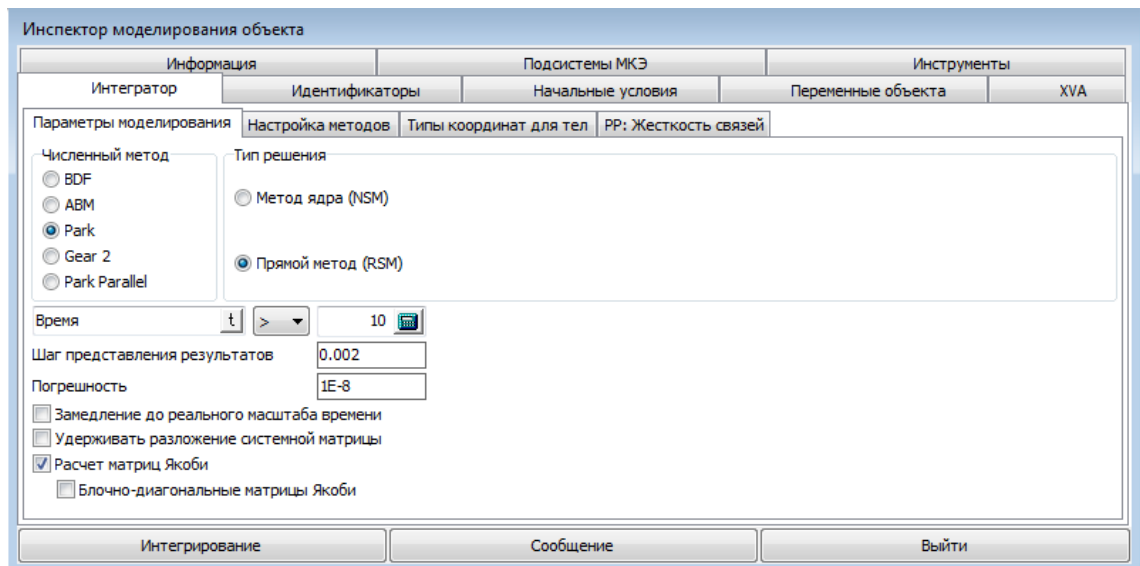 Инспектор моделирования объекта
Информация Подсистемы МКЭ Инструменты
Интегратор Идентификаторы Начальные условия Переменные объекта XVA
Параметры моделирования Настройка методов Типы координат для тел PP: Жесткость связей
Численный метод Тип решения
BDF
Метод ядра (NSM)
ABM
Park
Gear 2
Прямой метод (RSM)
Park Parallel
Время t > 10
Шаг представления результатов 0.002
Погрешность 1E-8
Замедление до реального масштаба времени
Удерживать разложение системной матрицы
Расчет матриц Якоби
Блочно-диагональные матрицы Якоби
Интегрирование Сообщение Выйти